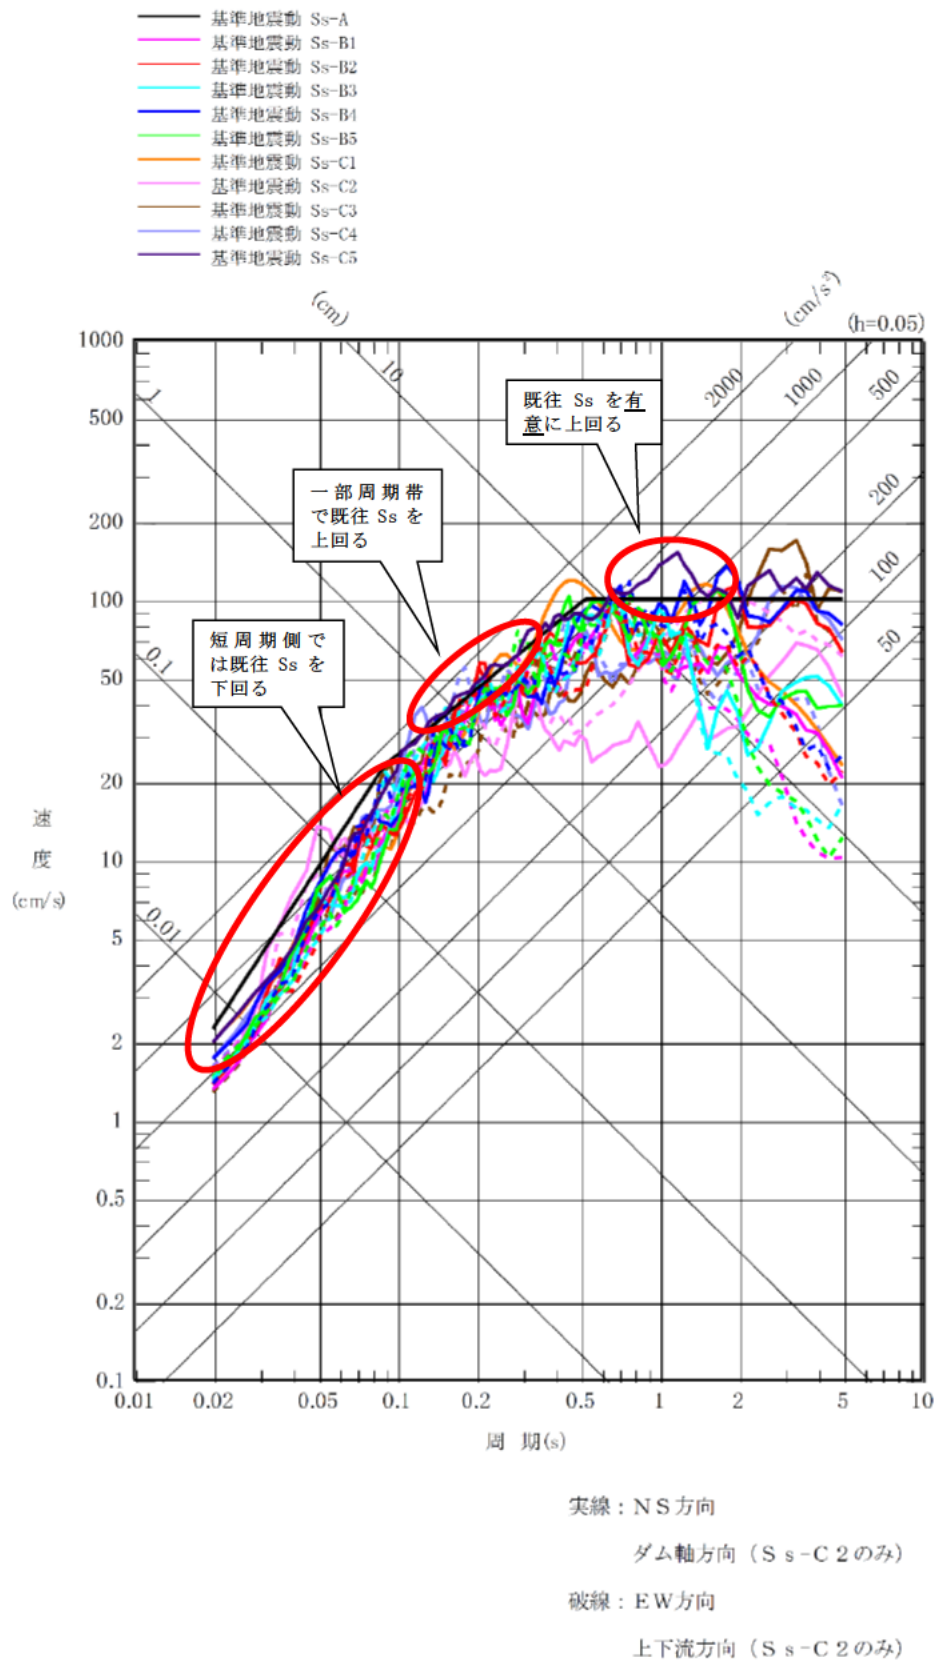 基準地震動 Ss-A
基準地震動 Ss-B1
基準地震動 Ss-B2
基準地震動 Ss-B3
基準地震動 Ss-B4
基準地震動 Ss-B5
基準地震動 Ss-C1
基準地震動 Ss-C2
基準地震動 Ss-C3
基準地震動 Ss-C4
基準地震動 Ss-C5
(cm)
(cm/s²)
(h=0.05)
1000
500
200
100
50
20
10
5
2
1
0.5
0.2
0.1
1
10
0.1
0.01
2000
1000
500
200
100
50
既往 Ss を有
意に上回る
一部周期帯
で既往 Ss を
上回る
短周期側で
は既往 Ss を
下回る
速
度
(cm/s)
0.01
0.02
0.05
0.1
0.2
0.5
1
2
5
10
周 期(s)
実線：ＮＳ方向
ダム軸方向（Ｓｓ-Ｃ２のみ）
破線：ＥＷ方向
上下流方向（Ｓｓ-Ｃ２のみ）